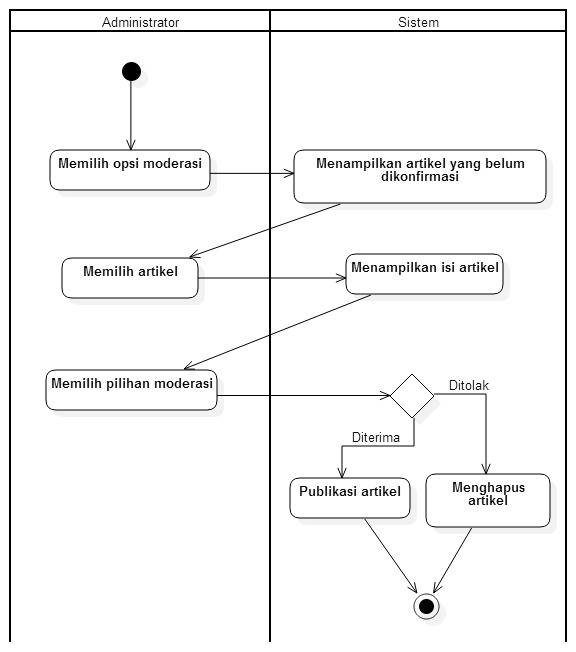 Administrator
Sistem
Memilih opsi moderasi
Menampilkan artikel yang belum
dikonfirmasi
Memilih artikel
Menampilkan isi artikel
Memilih pilihan moderasi
Ditolak
Diterima
Publikasi artikel
Menghapus
artikel